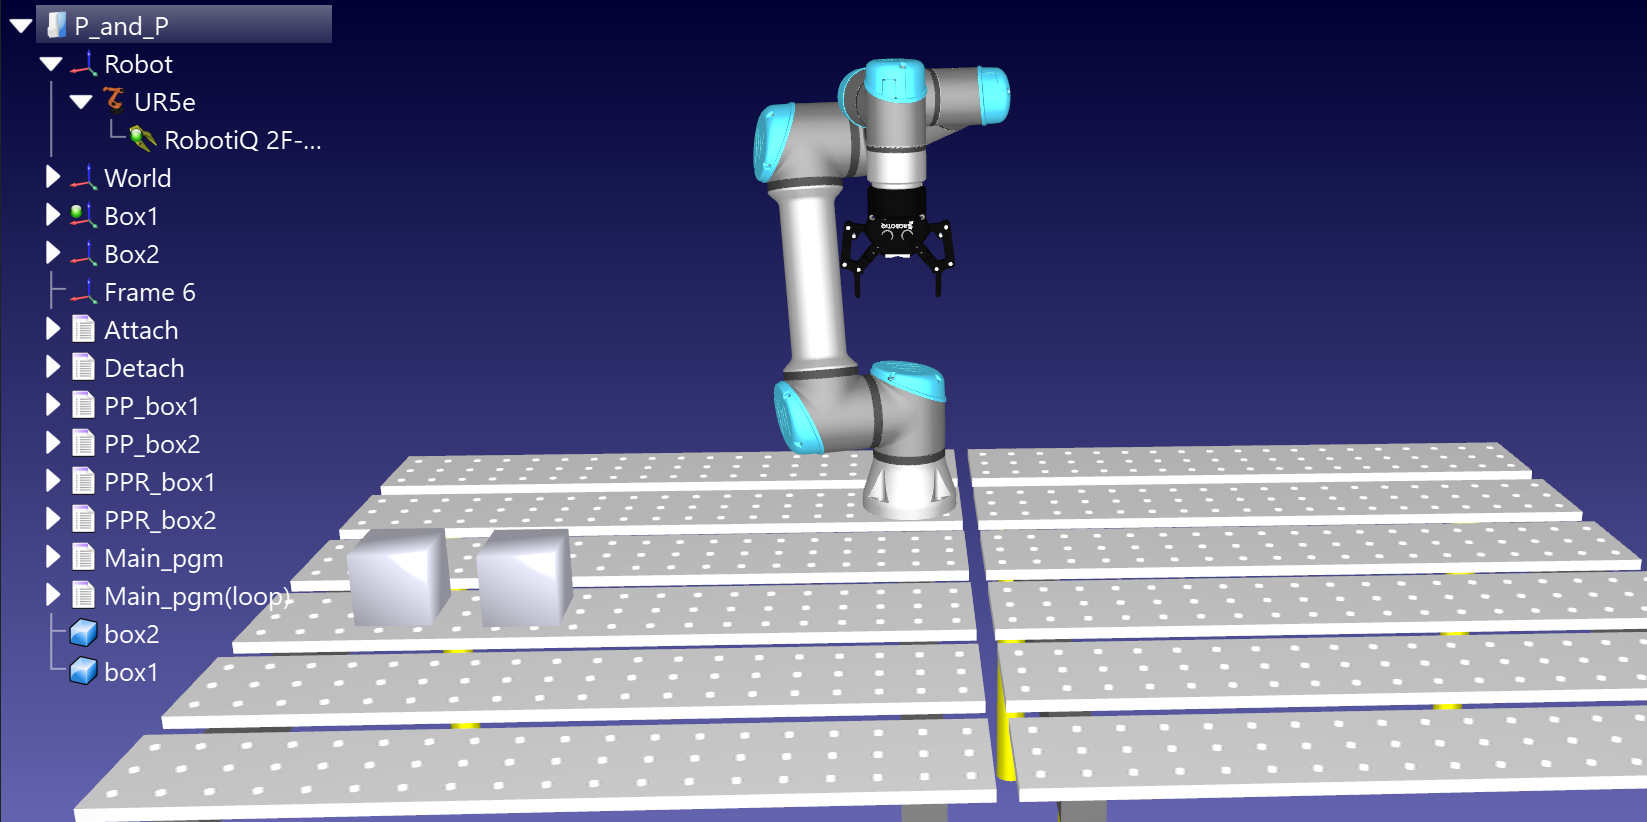 P_and_P
Robot
UR5e
RobotiQ 2F-...
World
Box1
Box2
Frame 6
Attach
Detach
PP_box1
PP_box2
PPR_box1
PPR_box2
Main_pgm
Main_pgm(loop)
box2
box1
ROBOTIQ